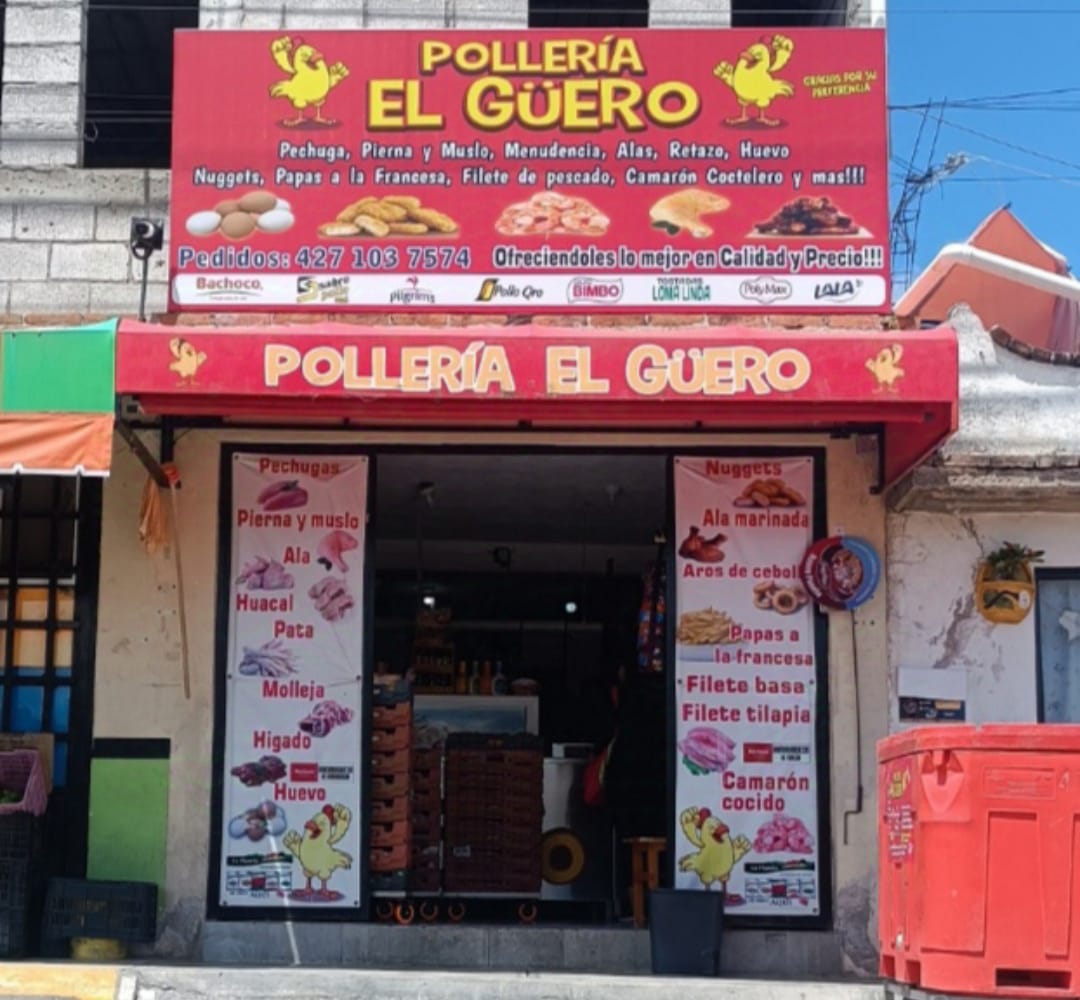 POLLERÍA
EL GÜERO
GRACIAS POR SU
PREFERENCIA
Pechuga, Pierna y Muslo, Menudencia, Alas, Retazo, Huevo
Nuggets, Papas a la Francesa, Filete de pescado, Camarón Coctelero y mas!!!
Pedidos: 427 103 7574
Ofreciendoles lo mejor en Calidad y Precio!!!
Bachoco
Pilgrim's
Pollo Qro
BIMBO
TOSTADAS
LOMA LINDA
PolyMax
LALA
POLLERÍA EL GÜERO
Pechugas
Pierna y muslo
Ala
Huacal
Pata
Molleja
Higado
Huevo
Nuggets
Ala marinada
Aros de ceboll
Papas a
la francesa
Filete basa
Filete tilapia
Camarón
cocido